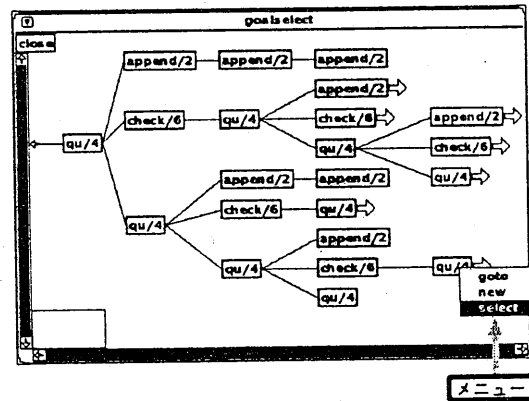 goalselect
close
append/2 append/2 append/2
append/2
check/6 qu/4 check/6 append/2
qu/4 check/6
qu/4
qu/4
append/2 append/2
check/6 qu/4
qu/4
append/2
qu/4 check/6 qu/4
qu/4
goto
new
select
メニュー